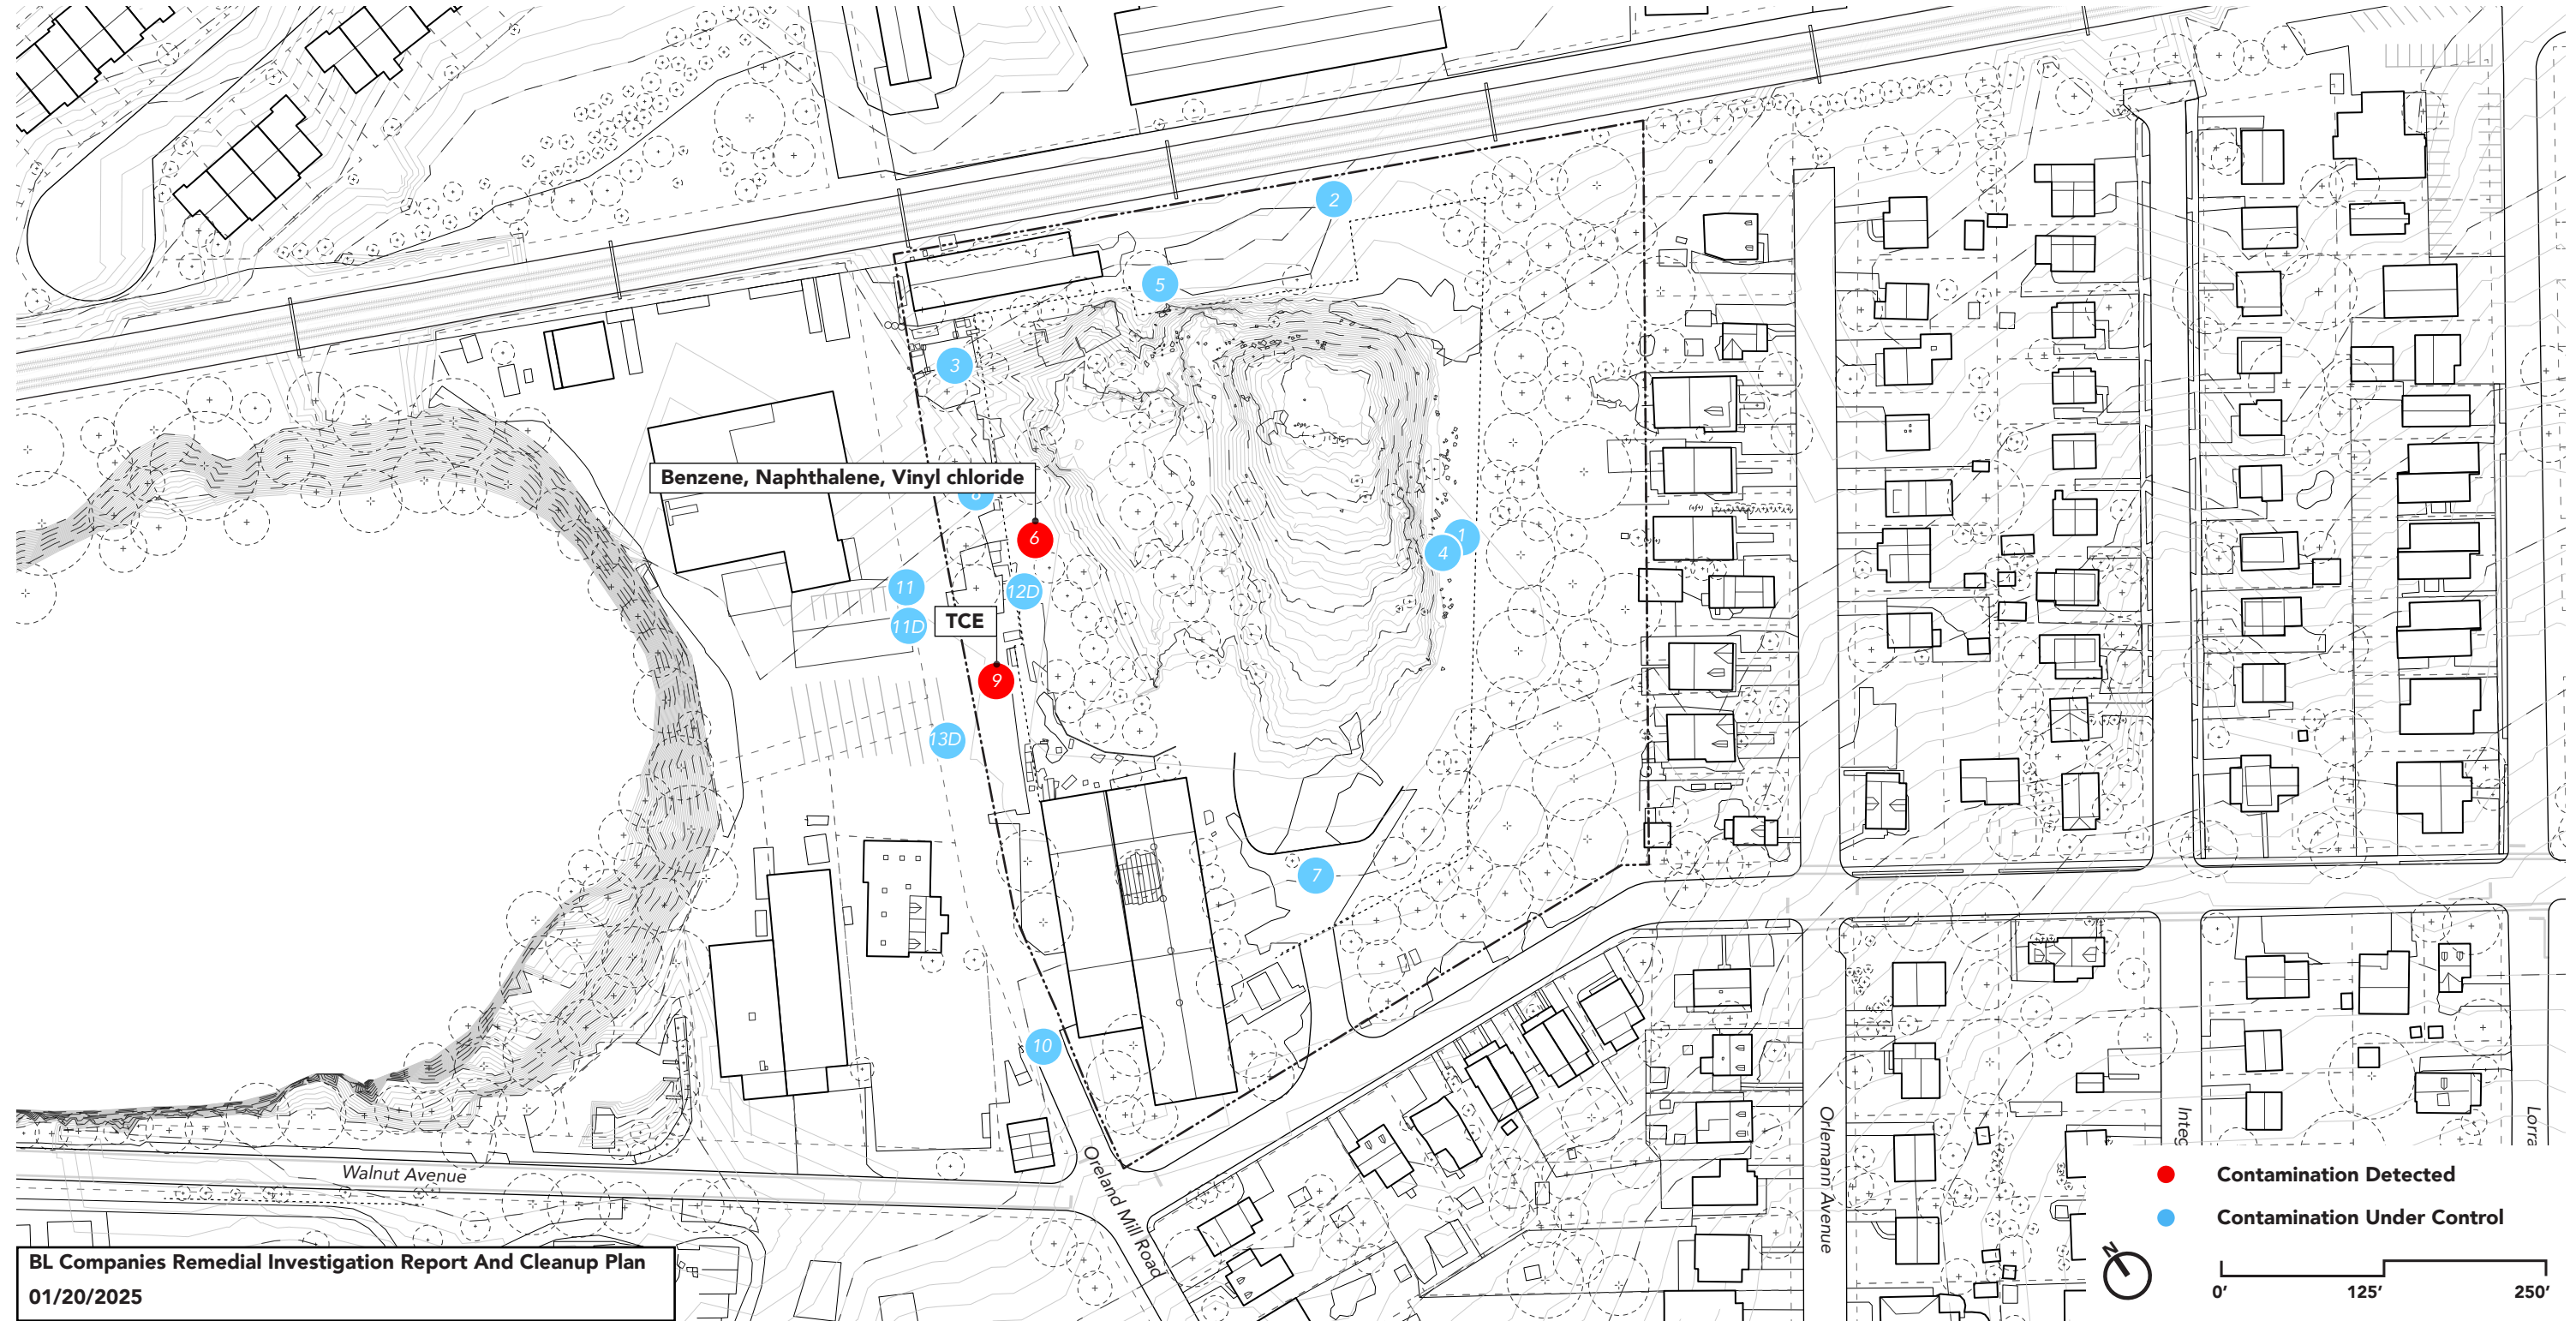 2
5
3
Benzene, Naphthalene, Vinyl chloride
6
1
4
11
12D
11D
TCE
9
13D
7
10
Walnut Avenue
Oreland Mill Road
Orlemann Avenue
Integ
Lorra
Contamination Detected
Contamination Under Control
BL Companies Remedial Investigation Report And Cleanup Plan
01/20/2025
N
0’
125’
250’